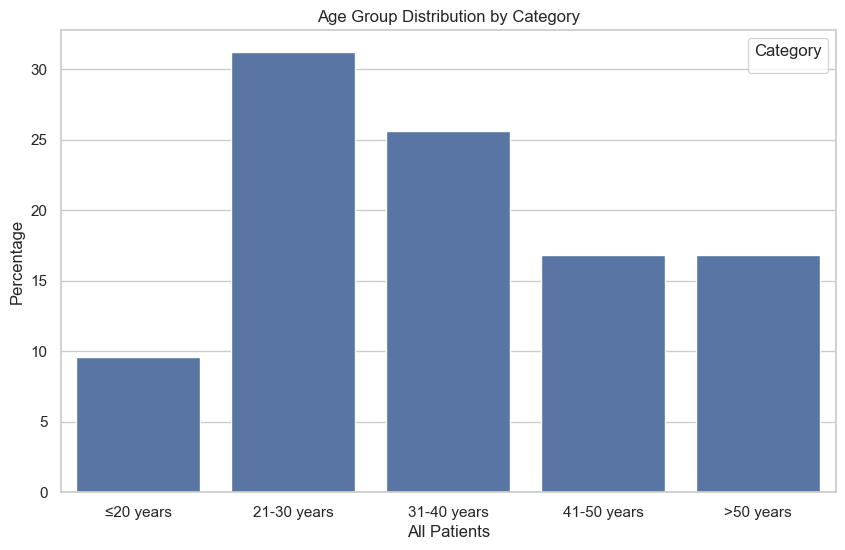 Age Group Distribution by Category
Category
30
25
20
15
10
5
0
Percentage
≤20 years
21-30 years
31-40 years
41-50 years
>50 years
All Patients